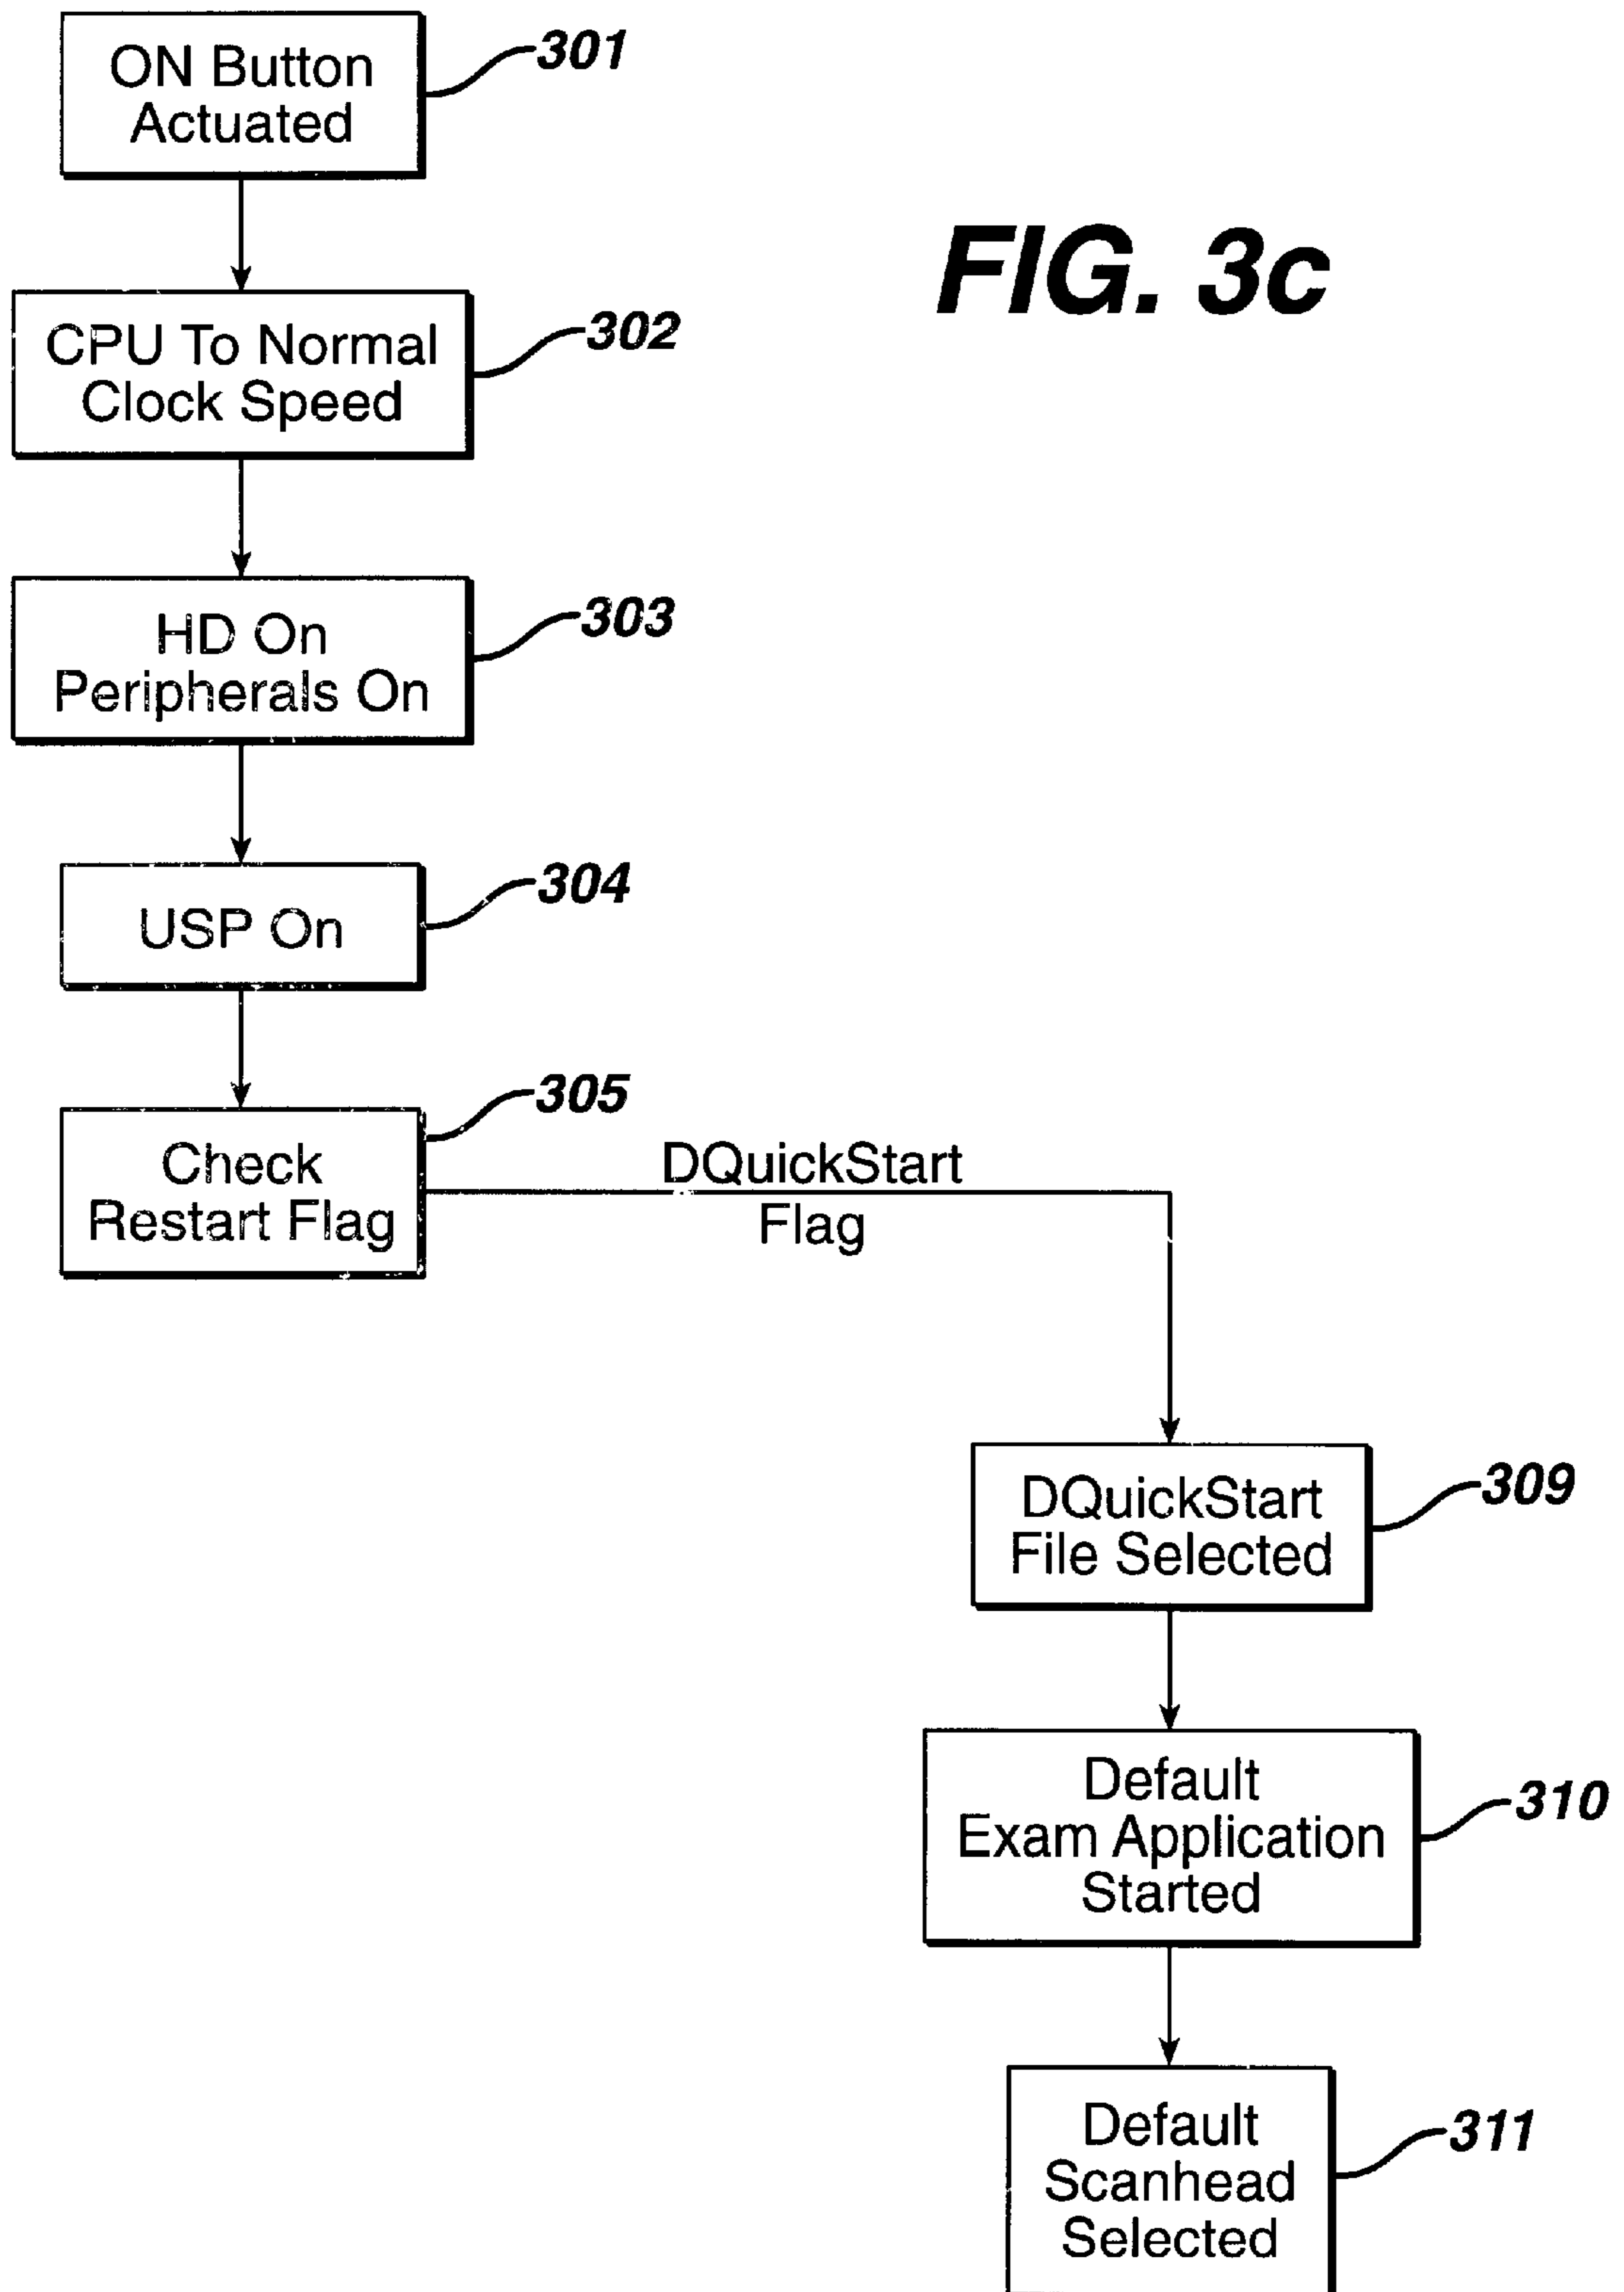 ON Button
Actuated
301
FIG. 3c
CPU To Normal
Clock Speed
302
HD On
Peripherals On
303
USP On
304
Check
Restart Flag
305
DQuickStart
Flag
DQuickStart
File Selected
309
Default
Exam Application
Started
310
Default
Scanhead
Selected
311